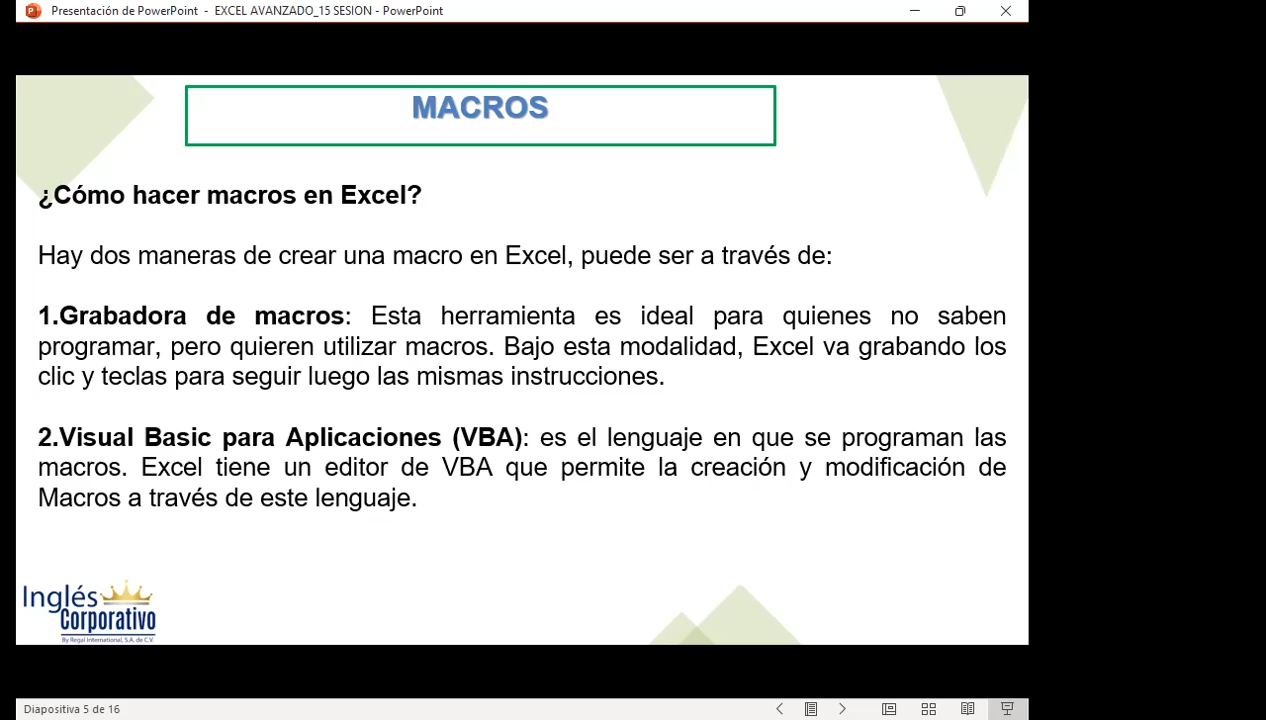 Presentación de PowerPoint - EXCEL AVANZADO_15 SESION - PowerPoint
MACROS
¿Cómo hacer macros en Excel?
Hay dos maneras de crear una macro en Excel, puede ser a través de:
1.Grabadora de macros: Esta herramienta es ideal para quienes no saben
programar, pero quieren utilizar macros. Bajo esta modalidad, Excel va grabando los
clic y teclas para seguir luego las mismas instrucciones.
2.Visual Basic para Aplicaciones (VBA): es el lenguaje en que se programan las
macros. Excel tiene un editor de VBA que permite la creación y modificación de
Macros a través de este lenguaje.
Inglés
Corporativo
By Regal International, S.A. de C.V.
Diapositiva 5 de 16